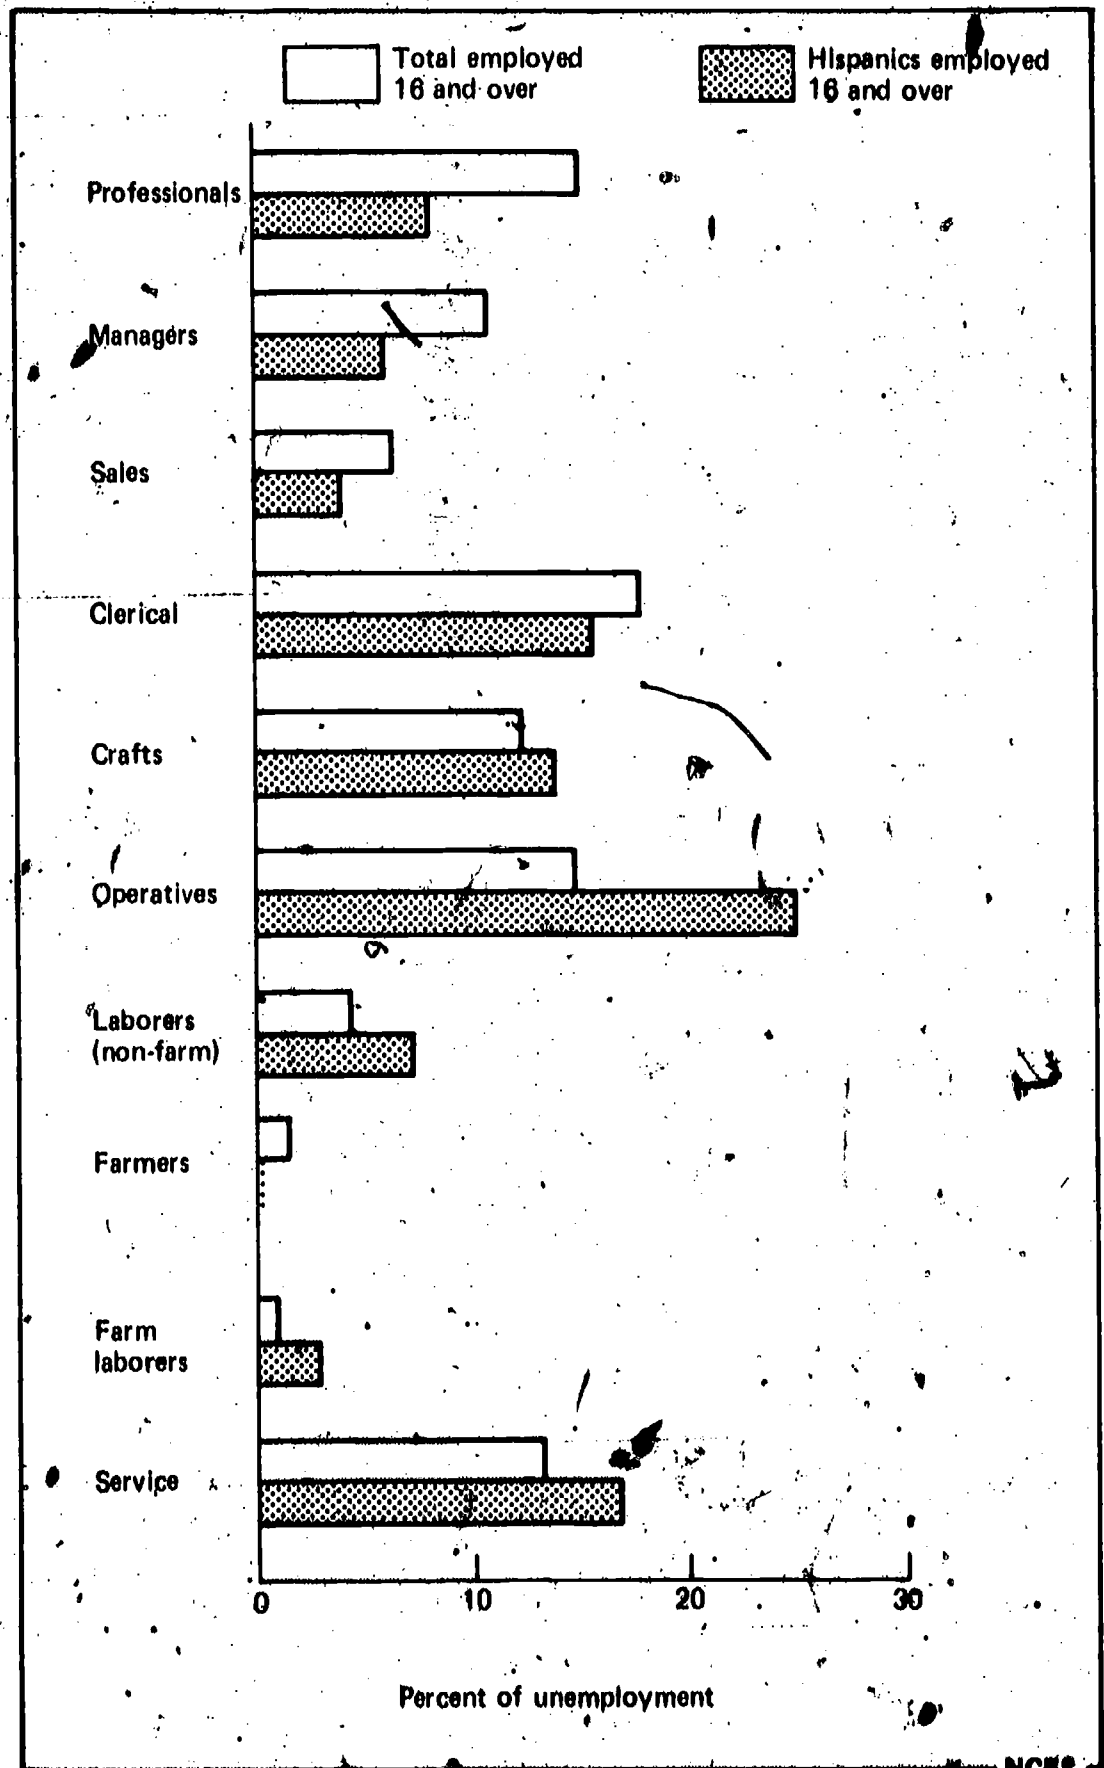 Total employed
16 and over
Hispanics employed
16 and over
Professionals
Managers
Sales
Clerical
Crafts
Operatives
Laborers
(non-farm)
Farmers
Farm
laborers
Service
0 10 20 30
Percent of unemployment